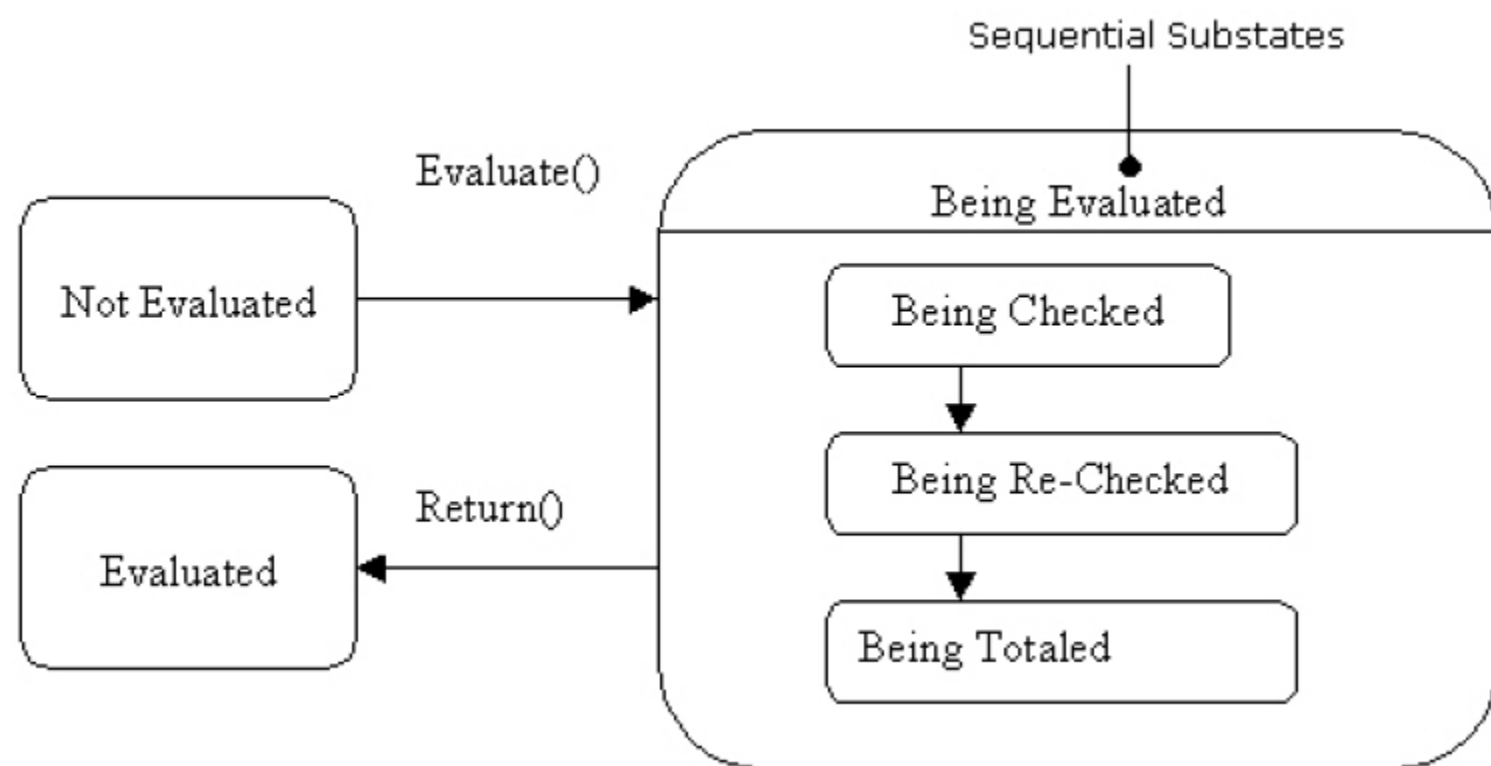 Sequential Substates
Evaluate()
Being Evaluated
Not Evaluated
Being Checked
Being Re-Checked
Return()
Evaluated
Being Totaled